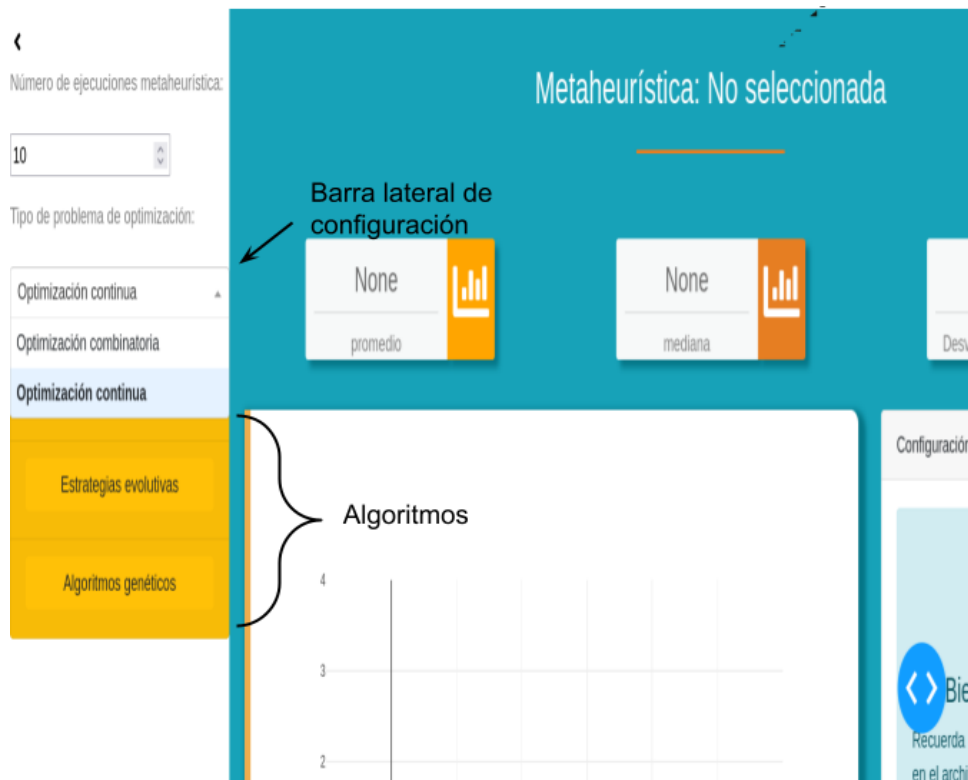 Número de ejecuciones metaheurística:
10
Tipo de problema de optimización:
Optimización continua
Optimización combinatoria
Optimización continua
Estrategias evolutivas
Algoritmos genéticos
Metaheurística: No seleccionada
Barra lateral de
configuración
None
promedio
None
mediana
Desv
Algoritmos
4
3
2
Configuración
Bie
Recuerda
en el archi